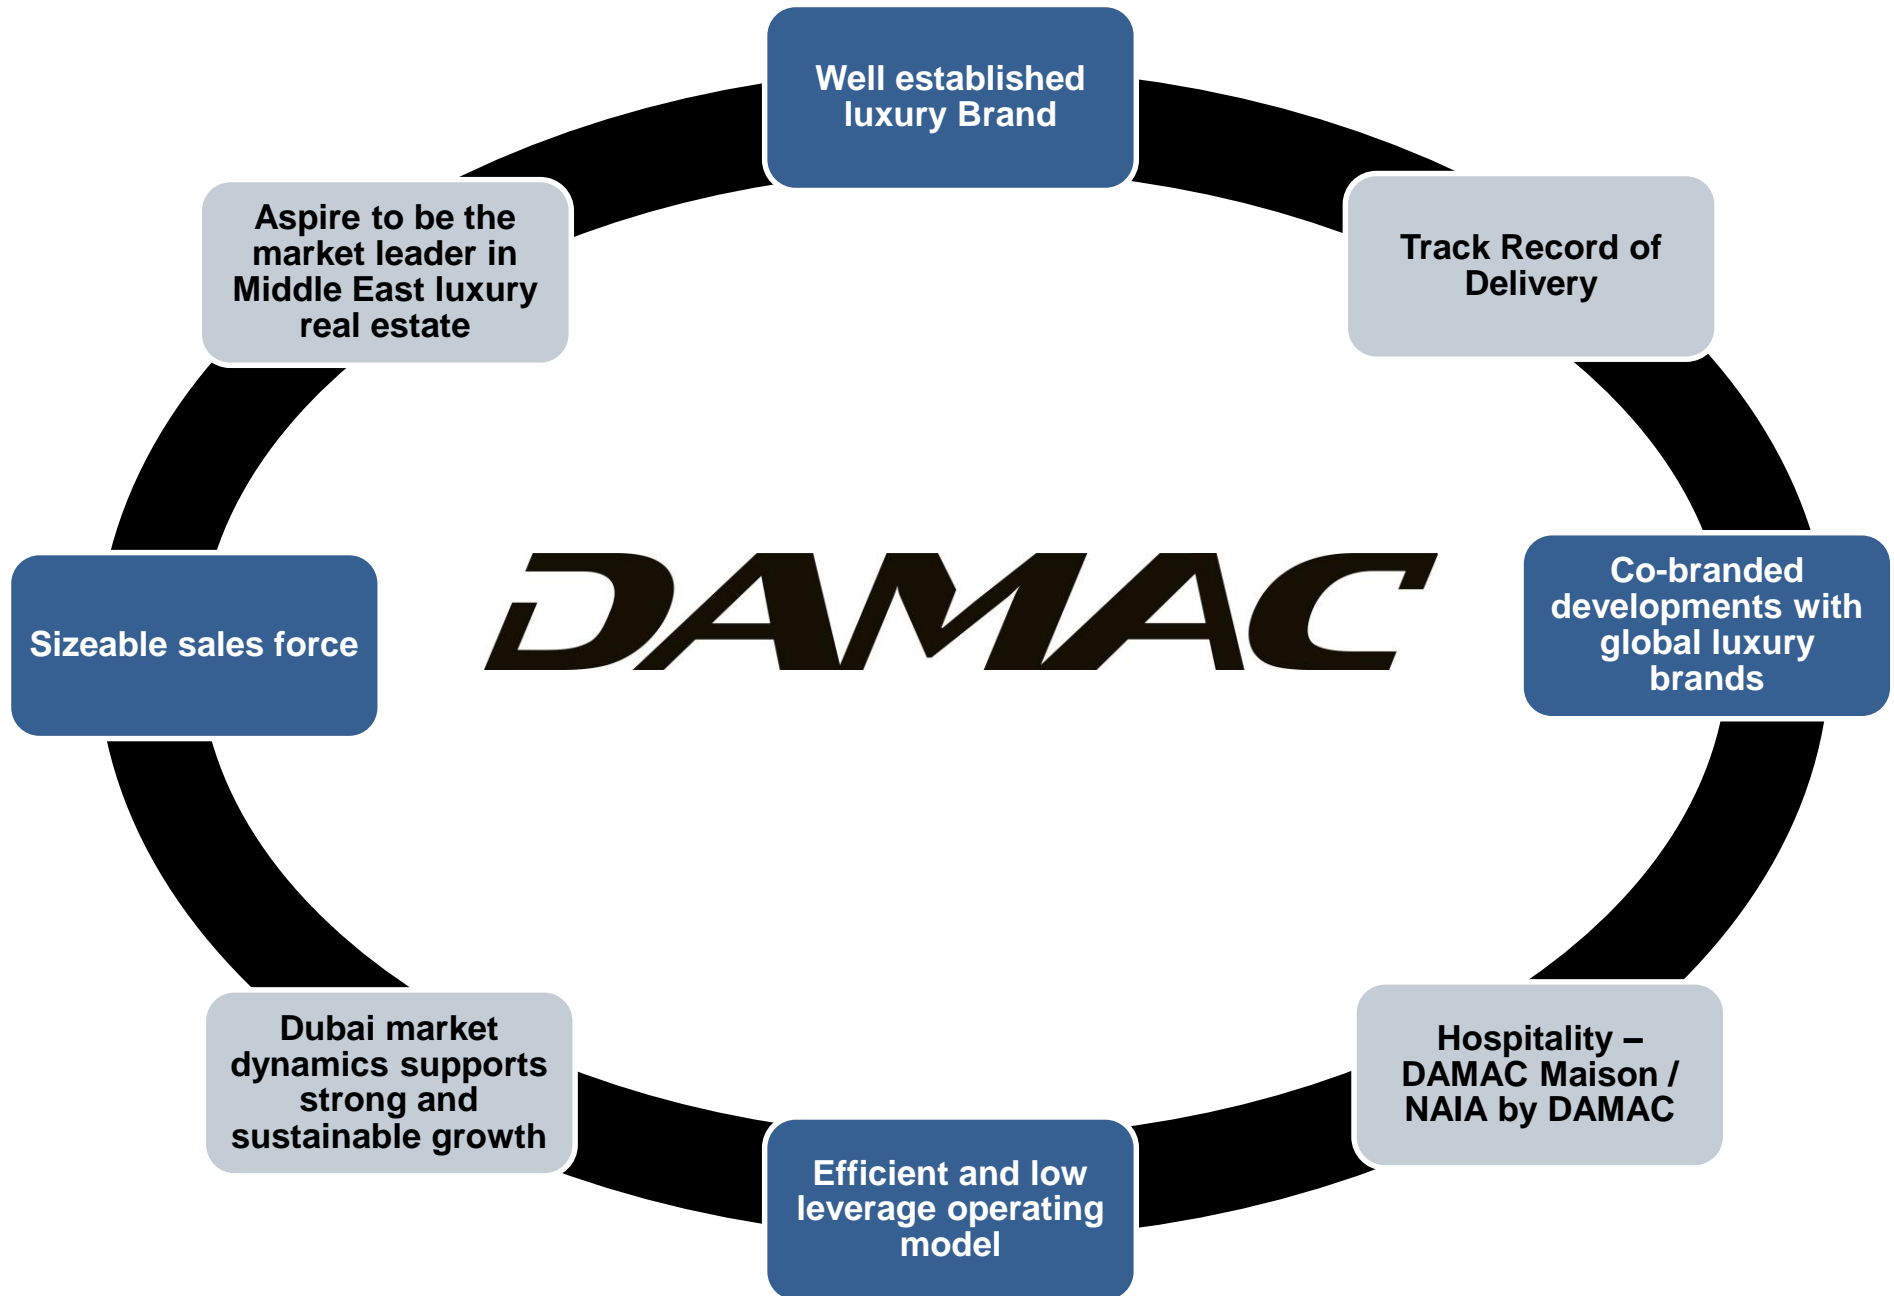 Well established
luxury Brand
Track Record of
Delivery
Co-branded
developments with
global luxury
brands
Hospitality –
DAMAC Maison /
NAIA by DAMAC
Efficient and low
leverage operating
model
Dubai market
dynamics supports
strong and
sustainable growth
Sizeable sales force
Aspire to be the
market leader in
Middle East luxury
real estate
DAMAC